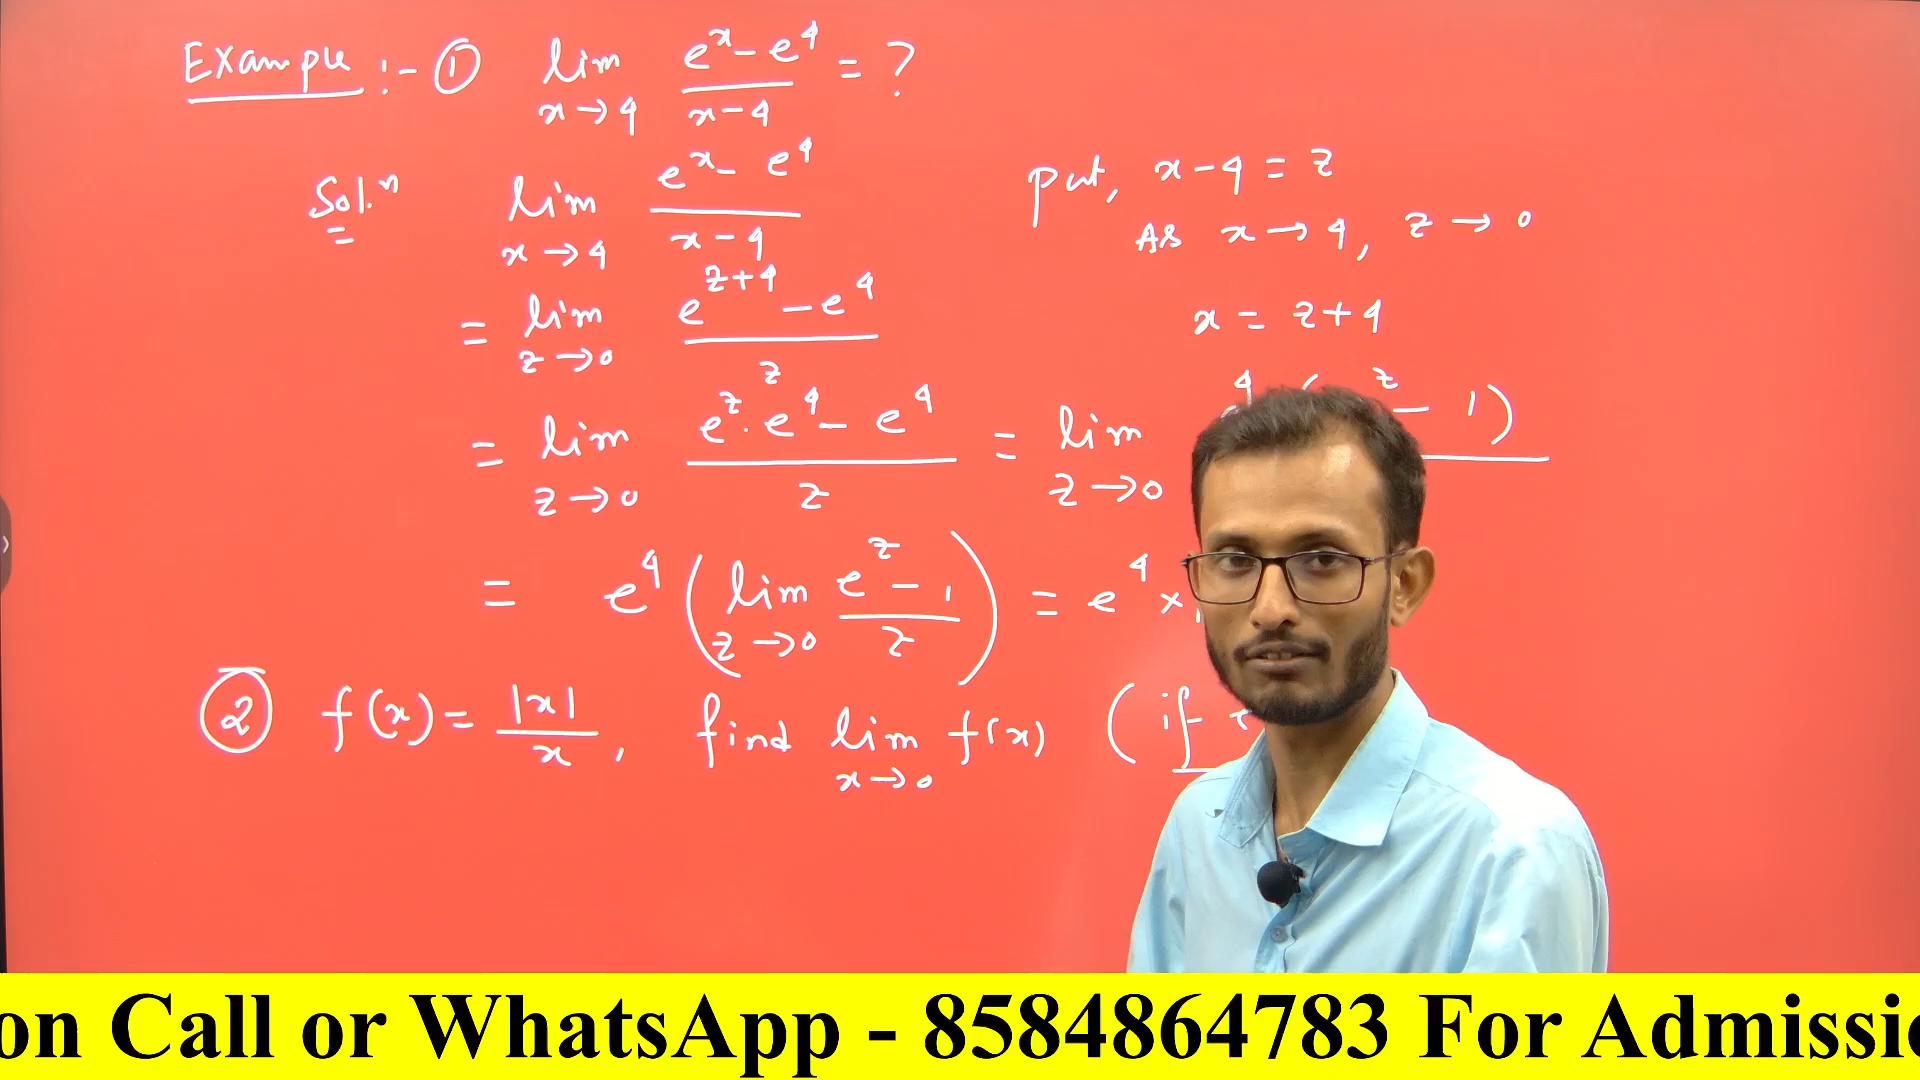 Example :- ① lim x→4 (e^x - e^4)/(x-4) = ?
Sol.ⁿ lim x→4 (e^x - e^4)/(x-4)
put, x-4 = z
As x→4, z→0
= lim z→0 (e^(z+4) - e^4)/z
x = z+4
= lim z→0 (e^z · e^4 - e^4)/z = lim z→0
z - 1)
= e^4 ( lim z→0 (e^z - 1)/z ) = e^4 ×
② f(x) = |x|/x , find lim x→0 f(x) ( if
on Call or WhatsApp - 8584864783 For Admissi